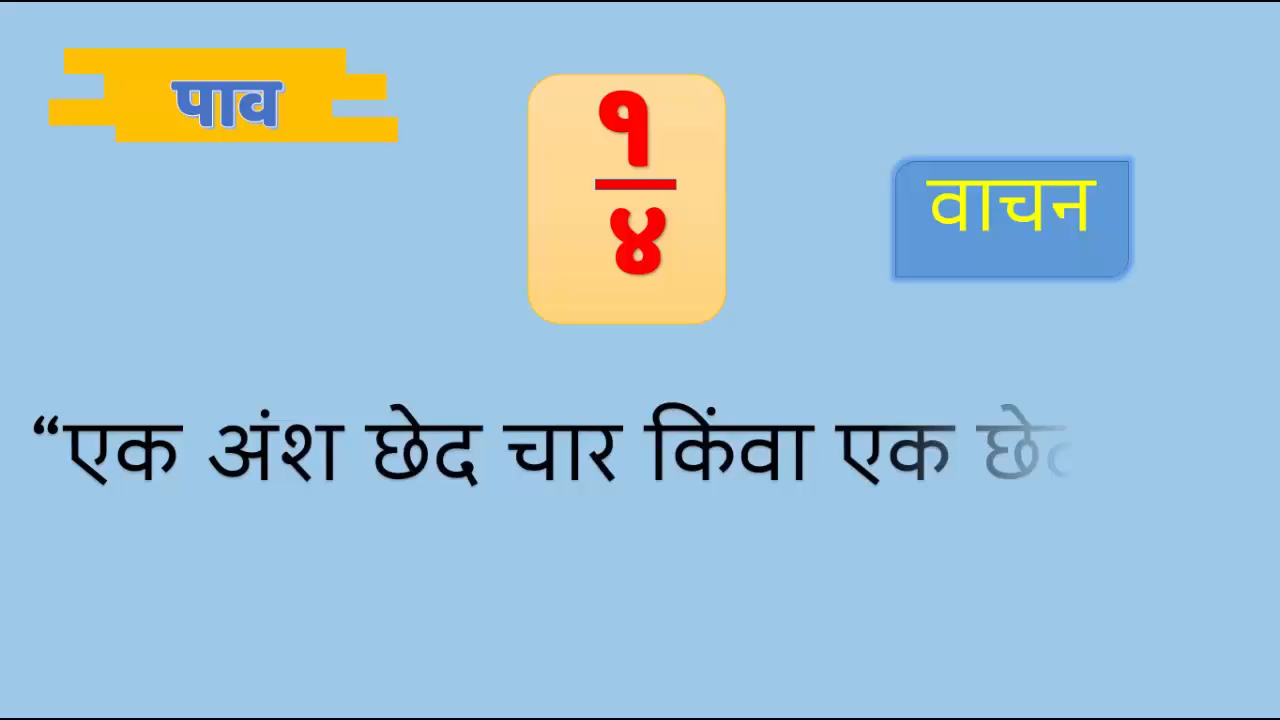 पाव
१
४
वाचन
“एक अंश छेद चार किंवा एक